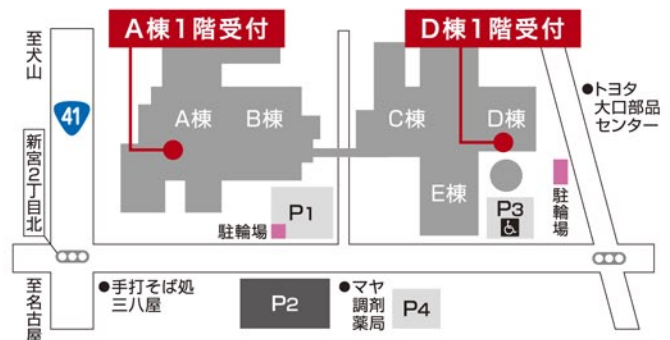 A棟1階受付
D棟1階受付
至犬山
41
新宮2丁目北
至名古屋
A棟
B棟
C棟
D棟
E棟
トヨタ
大口部品
センター
P1
駐輪場
P3
駐輪場
手打そば処
三八屋
P2
マヤ
調剤
薬局
P4